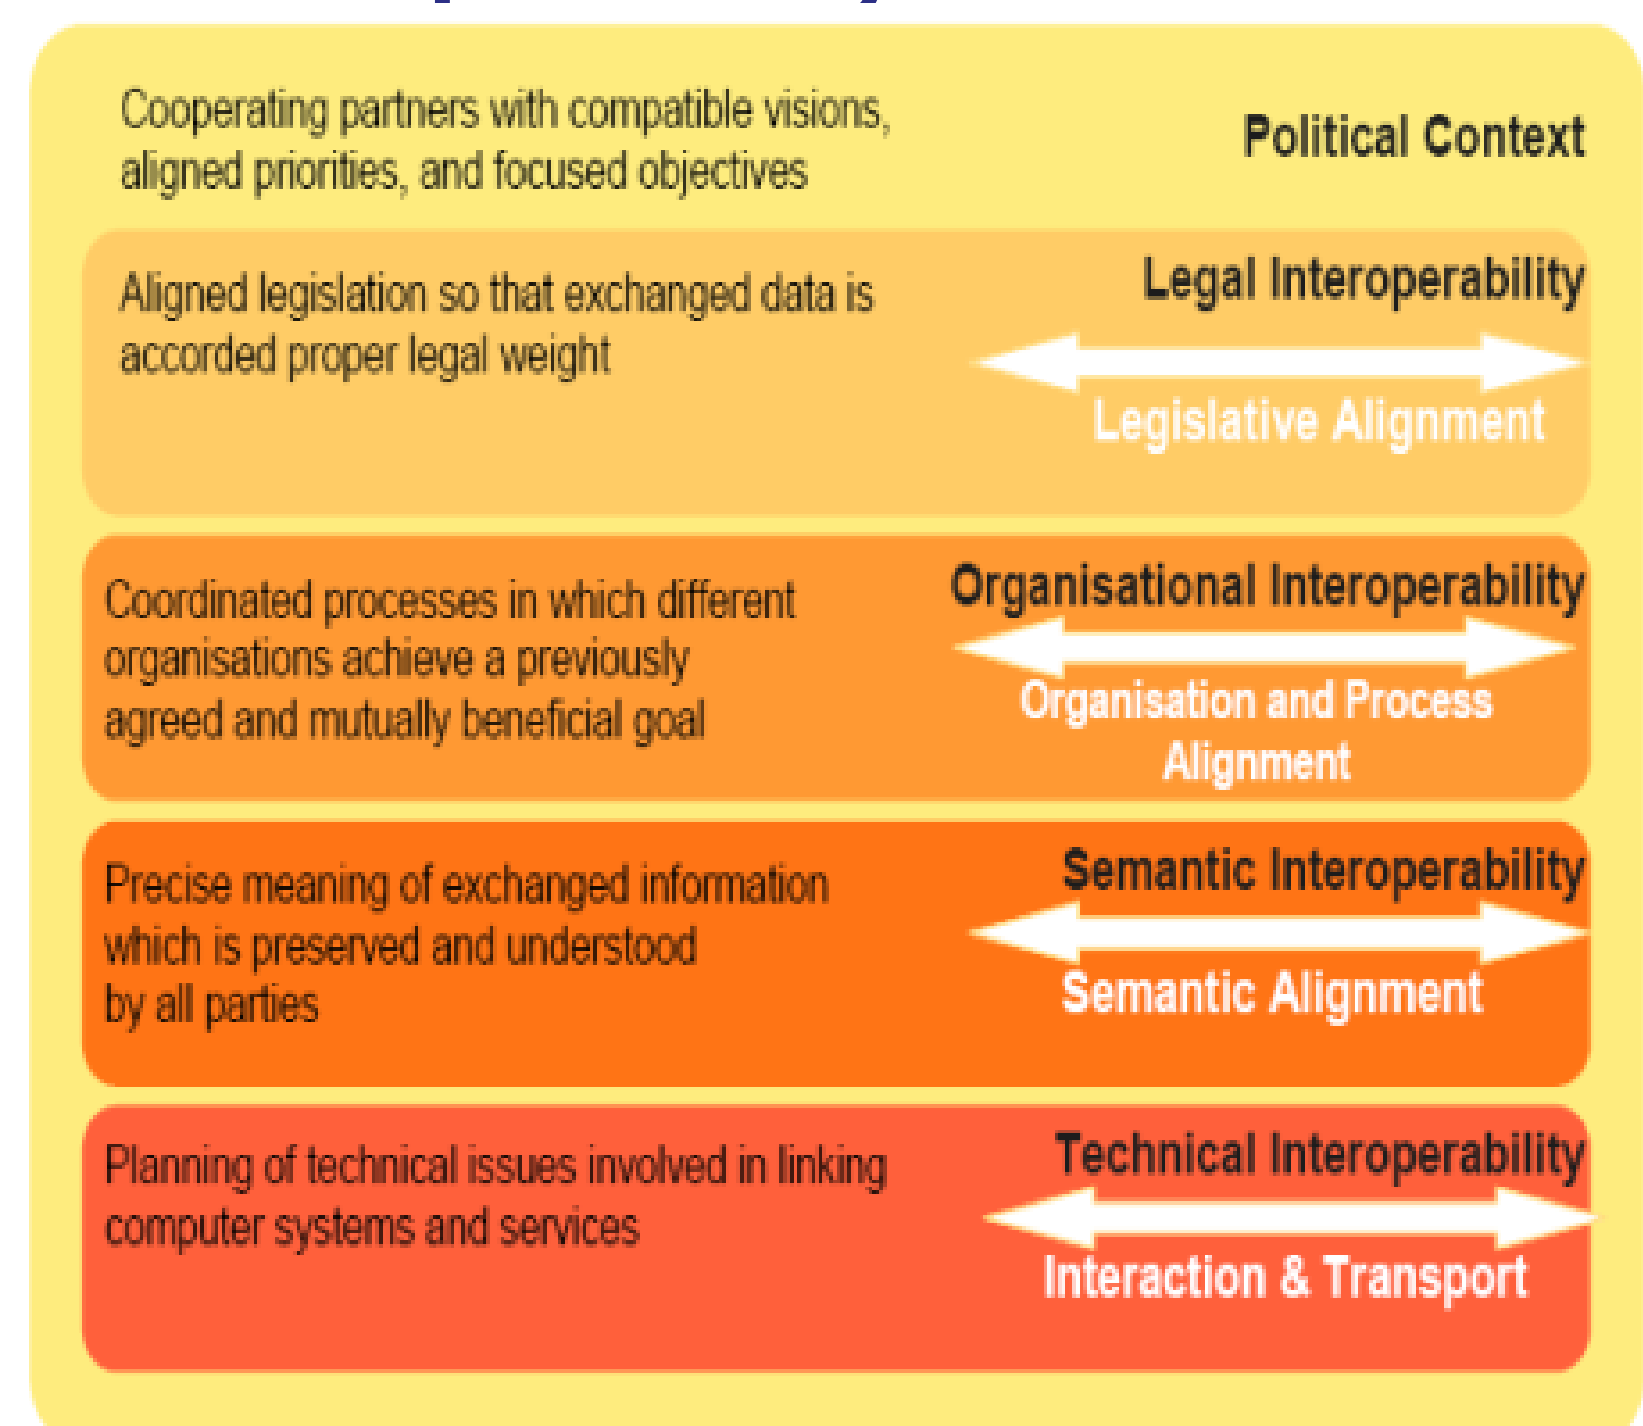 Cooperating partners with compatible visions,
aligned priorities, and focused objectives
Political Context
Aligned legislation so that exchanged data is
accorded proper legal weight
Legal Interoperability
Legislative Alignment
Coordinated processes in which different
organisations achieve a previously
agreed and mutually beneficial goal
Organisational Interoperability
Organisation and Process
Alignment
Precise meaning of exchanged information
which is preserved and understood
by all parties
Semantic Interoperability
Semantic Alignment
Planning of technical issues involved in linking
computer systems and services
Technical Interoperability
Interaction & Transport